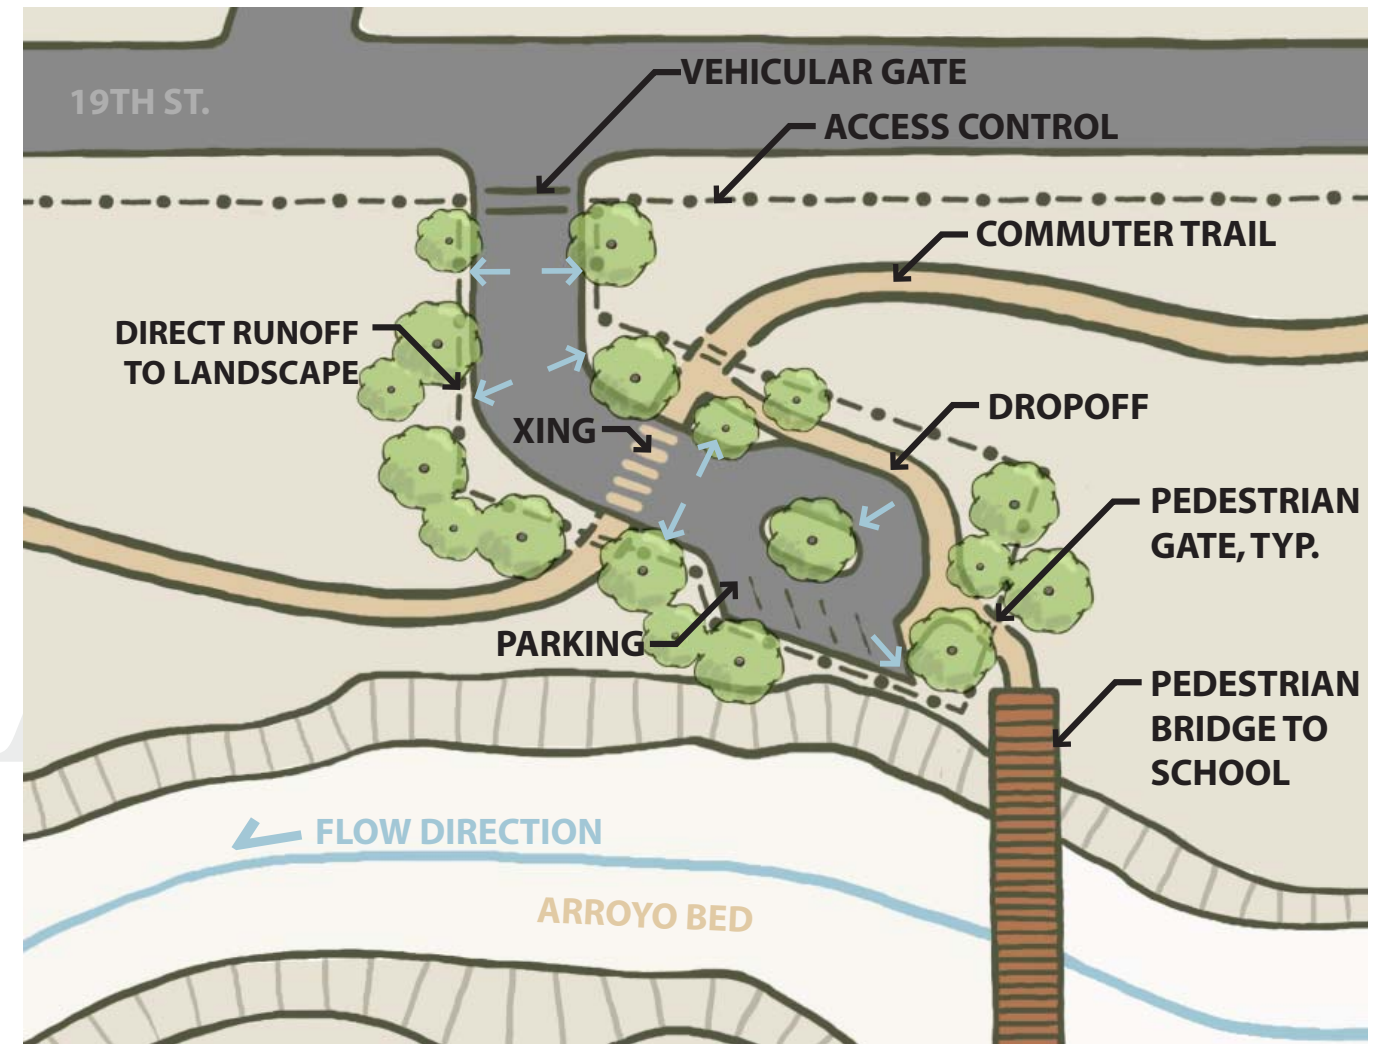 19TH ST.
VEHICULAR GATE
ACCESS CONTROL
COMMUTER TRAIL
DIRECT RUNOFF
TO LANDSCAPE
DROPOFF
XING
PEDESTRIAN
GATE, TYP.
PARKING
PEDESTRIAN
BRIDGE TO
SCHOOL
FLOW DIRECTION
ARROYO BED